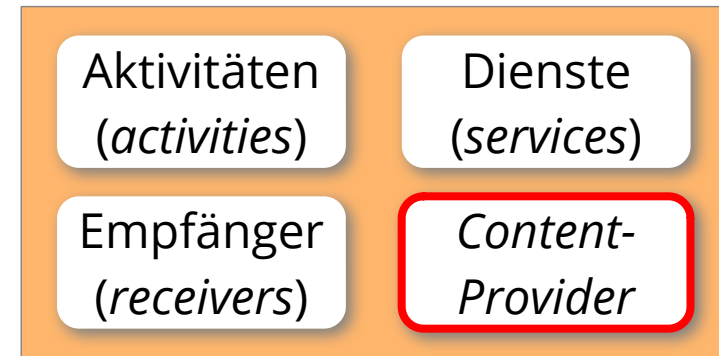 Aktivitäten
(activities)
Dienste
(services)
Empfänger
(receivers)
Content-
Provider